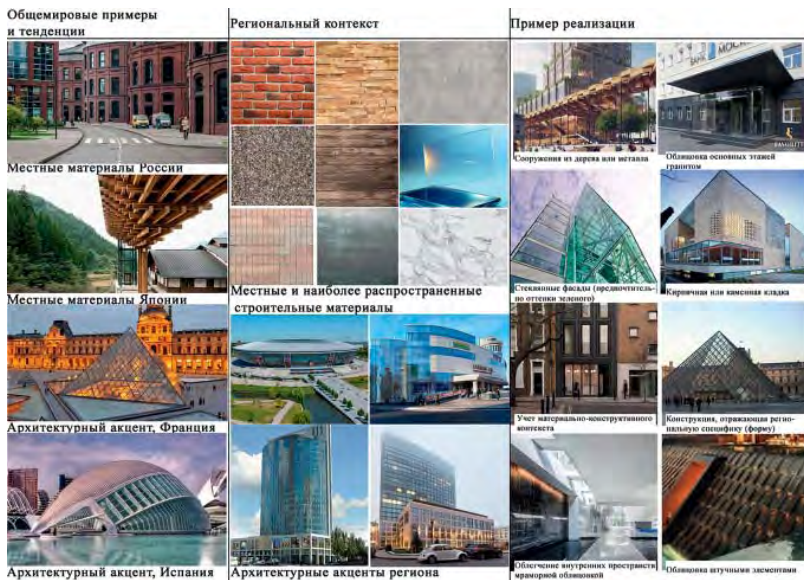 Общемировые примеры
и тенденции
Местные материалы России
Местные материалы Японии
Архитектурный акцент, Франция
Архитектурный акцент, Испания
Региональный контекст
Местные и наиболее распространенные
строительные материалы
Архитектурные акценты региона
Пример реализации
Сооружения из дерева или металла
БАНК МОСК
Облицовка основных этажей
гранитом
Стеклянные фасады (предпочтитель-
но оттенки зеленого)
Кирпичная или каменная кладка
Учет материально-конструктивного
контекста
Конструкция, отражающая регио-
нальную специфику (форму)
Облегчение внутренних пространств
мраморной облицовкой
Облицовка штучными элементами